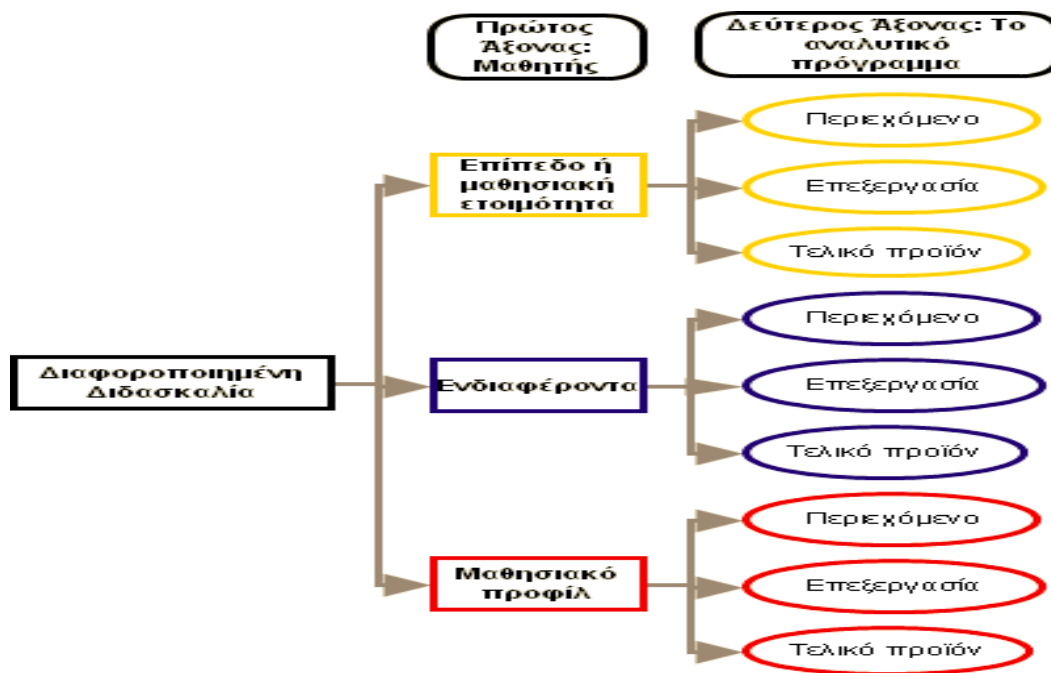 Πρώτος
Άξονας:
Μαθητής
Δεύτερος Άξονας: Το
αναλυτικό
πρόγραμμα
Διαφοροποιημένη
Διδασκαλία
Επίπεδο ή
μαθησιακή
ετοιμότητα
Περιεχόμενο
Επεξεργασία
Τελικό προϊόν
Ενδιαφέροντα
Περιεχόμενο
Επεξεργασία
Τελικό προϊόν
Μαθησιακό
προφίλ
Περιεχόμενο
Επεξεργασία
Τελικό προϊόν